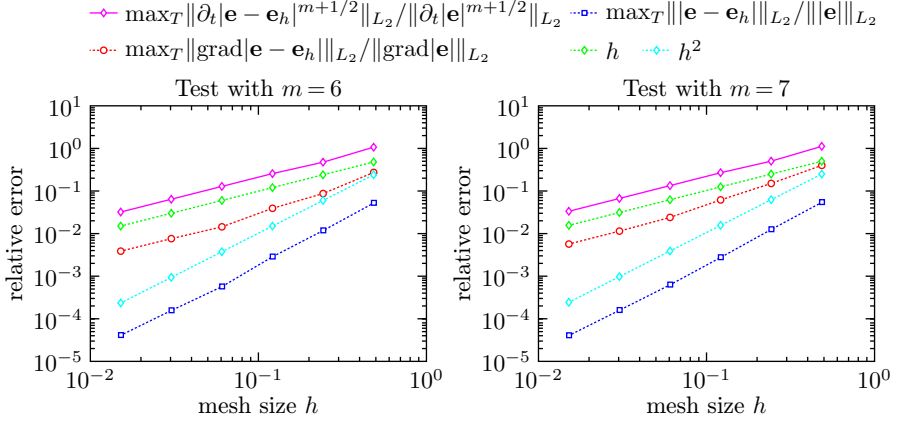 max_T ‖∂_t|𝐞 − 𝐞_h|^{m+1/2}‖_{L_2}/‖∂_t|𝐞|^{m+1/2}‖_{L_2} max_T ‖|𝐞 − 𝐞_h|‖_{L_2}/‖|𝐞|‖_{L_2}
max_T ‖grad|𝐞 − 𝐞_h|‖_{L_2}/‖grad|𝐞|‖_{L_2} h h^2
Test with m = 6
10^1
10^0
10^{−1}
10^{−2}
10^{−3}
10^{−4}
10^{−5}
relative error
10^{−2} 10^{−1} 10^0
mesh size h
Test with m = 7
10^1
10^0
10^{−1}
10^{−2}
10^{−3}
10^{−4}
10^{−5}
relative error
10^{−2} 10^{−1} 10^0
mesh size h